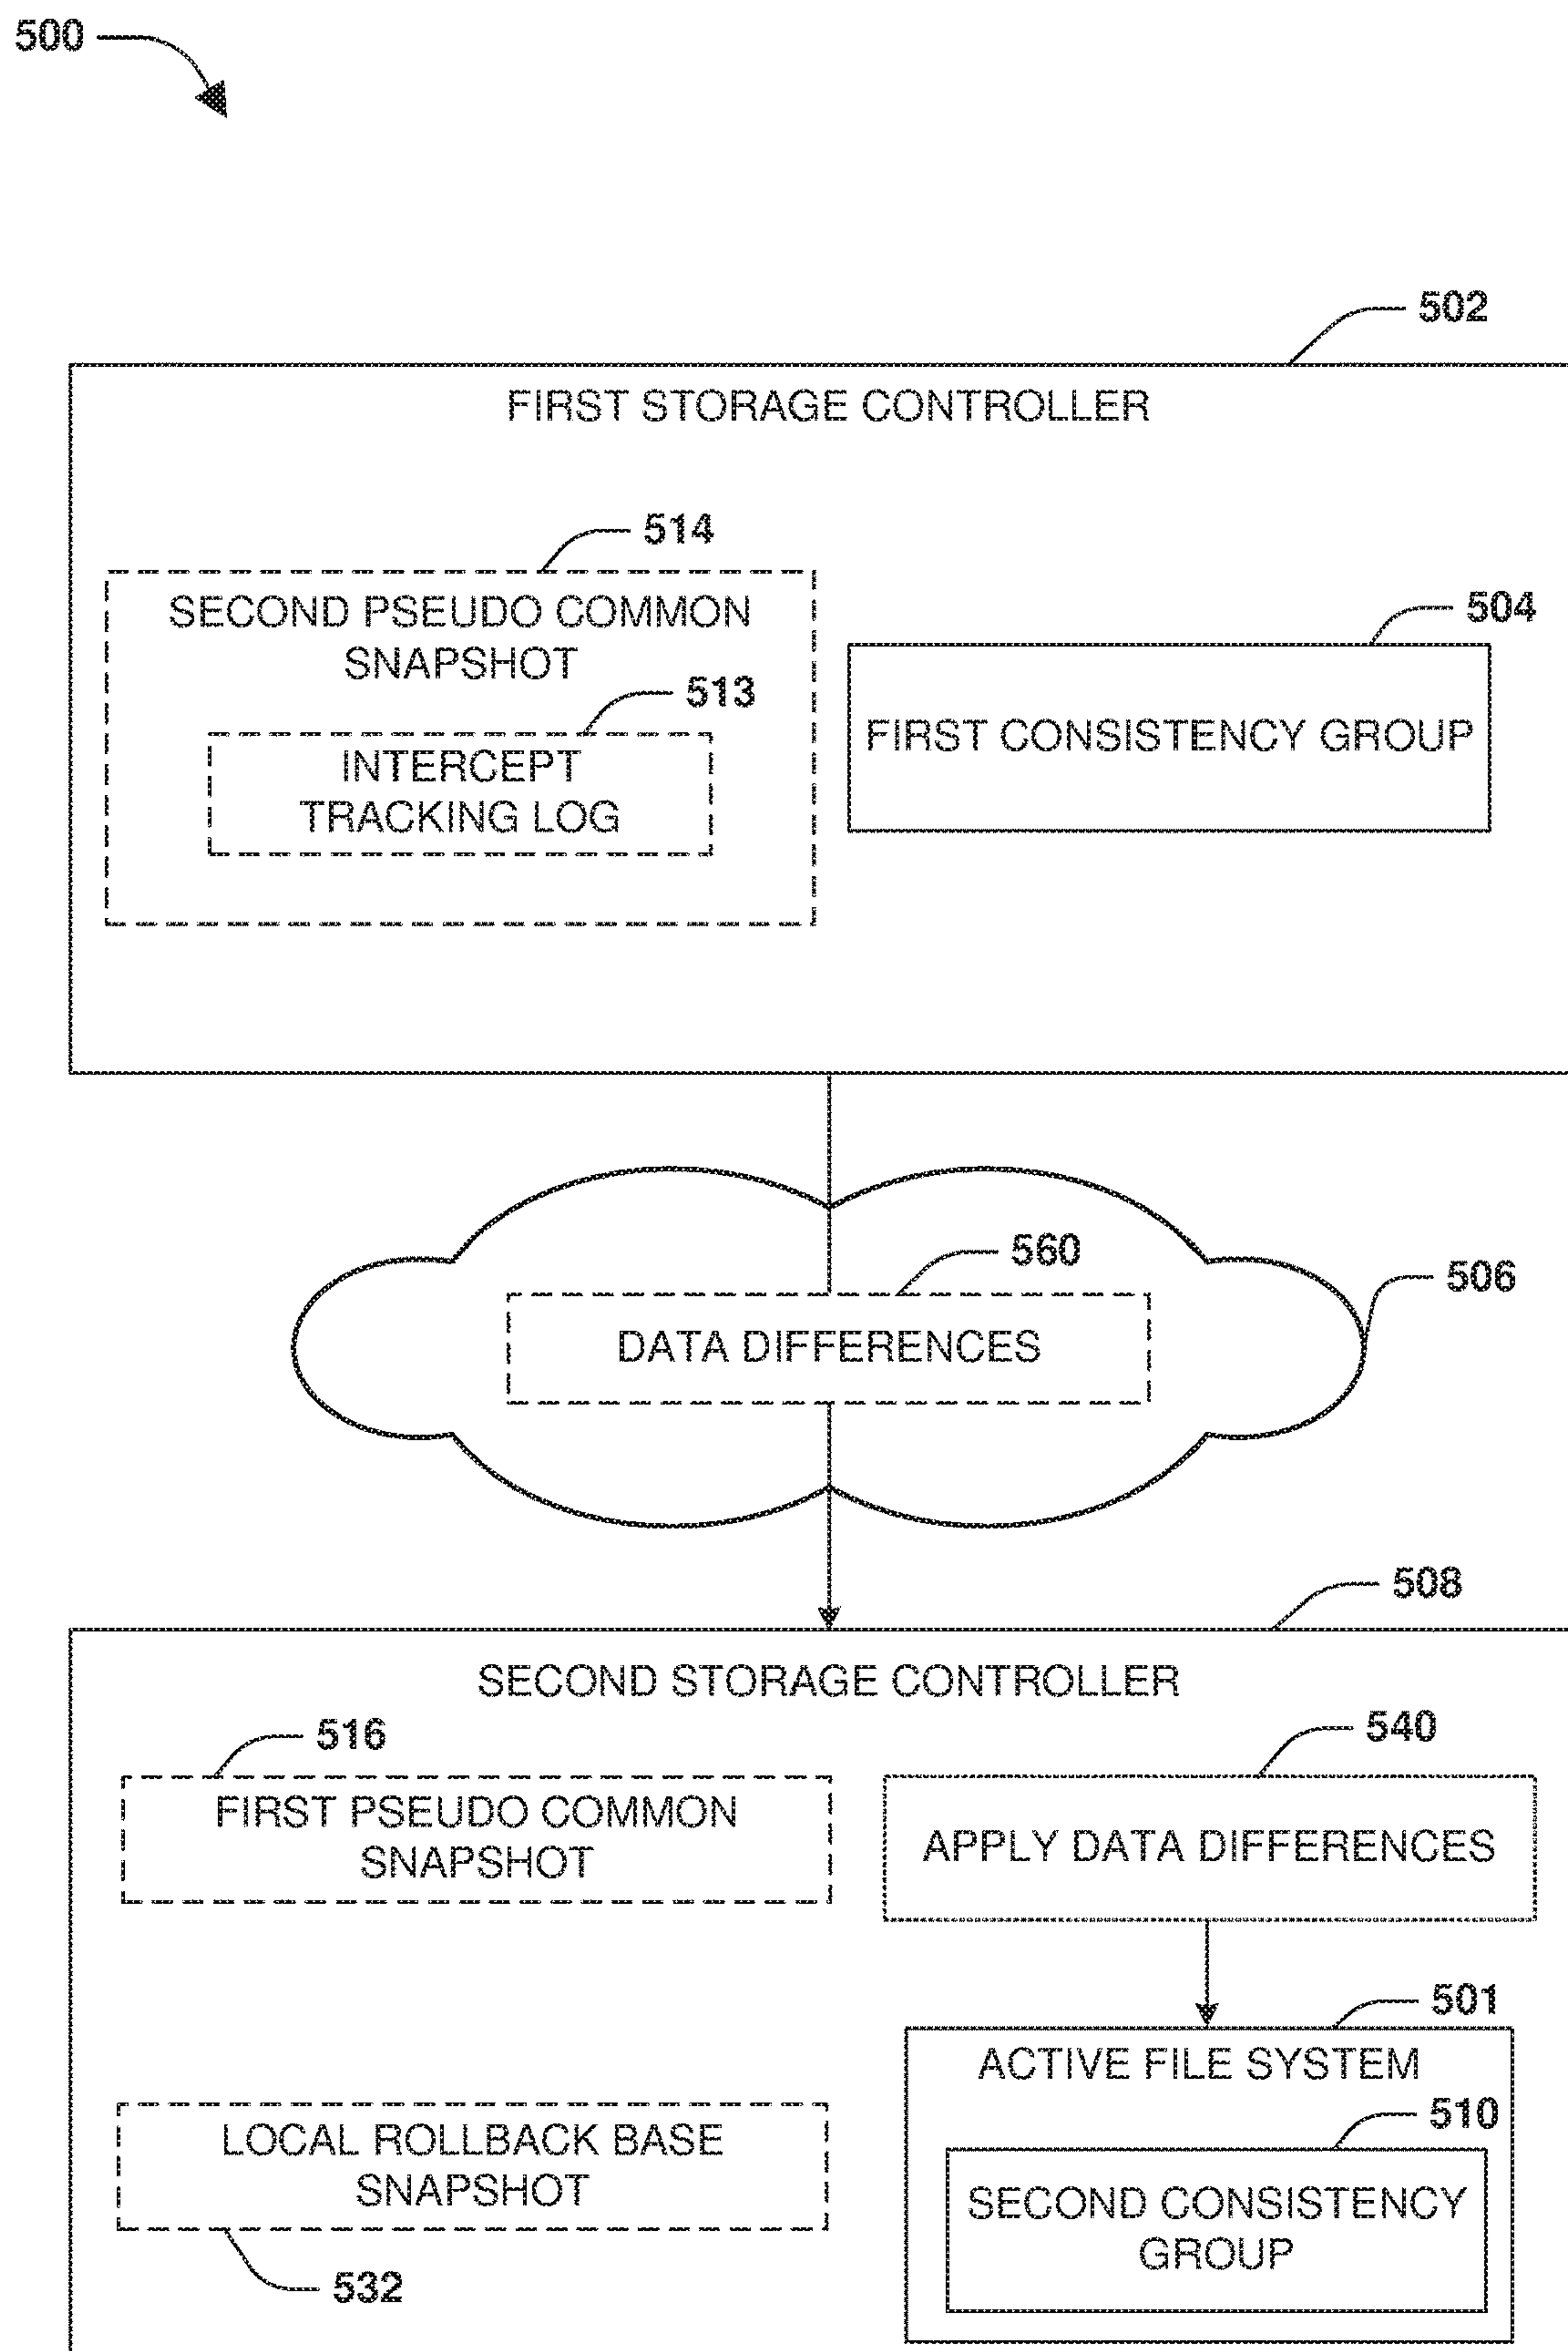 500
502
FIRST STORAGE CONTROLLER
514
SECOND PSEUDO COMMON
SNAPSHOT
513
INTERCEPT
TRACKING LOG
504
FIRST CONSISTENCY GROUP
560
506
DATA DIFFERENCES
508
SECOND STORAGE CONTROLLER
516
FIRST PSEUDO COMMON
SNAPSHOT
540
APPLY DATA DIFFERENCES
501
ACTIVE FILE SYSTEM
510
SECOND CONSISTENCY
GROUP
LOCAL ROLLBACK BASE
SNAPSHOT
532